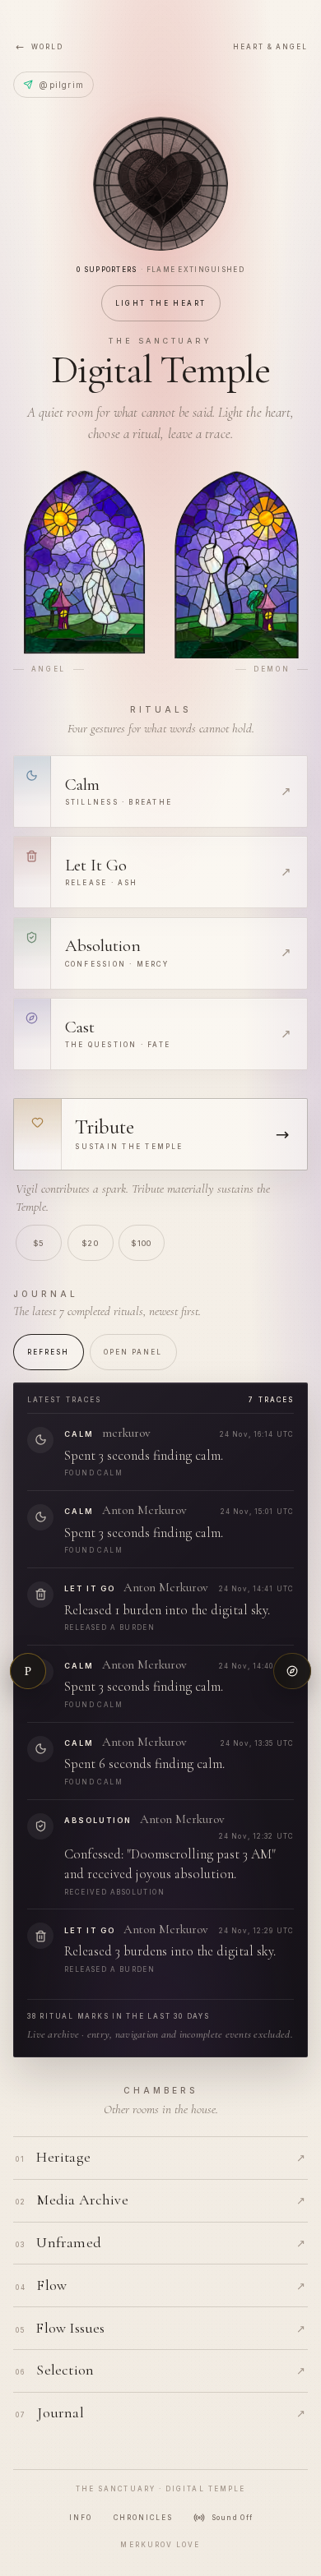 ← WORLD
HEART & ANGEL
@pilgrim
0 SUPPORTERS · FLAME EXTINGUISHED
LIGHT THE HEART
THE SANCTUARY
Digital Temple
A quiet room for what cannot be said. Light the heart,
choose a ritual, leave a trace.
ANGEL
DEMON
RITUALS
Four gestures for what words cannot hold.
Calm
STILLNESS · BREATHE
Let It Go
RELEASE · ASH
Absolution
CONFESSION · MERCY
Cast
THE QUESTION · FATE
Tribute
SUSTAIN THE TEMPLE
Vigil contributes a spark. Tribute materially sustains the
Temple.
$5
$20
$100
JOURNAL
The latest 7 completed rituals, newest first.
REFRESH
OPEN PANEL
LATEST TRACES
7 TRACES
CALM merkurov 24 Nov, 16:14 UTC
Spent 3 seconds finding calm.
FOUND CALM
CALM Anton Merkurov 24 Nov, 15:01 UTC
Spent 3 seconds finding calm.
FOUND CALM
LET IT GO Anton Merkurov 24 Nov, 14:41 UTC
Released 1 burden into the digital sky.
RELEASED A BURDEN
P
CALM Anton Merkurov 24 Nov, 14:40
Spent 3 seconds finding calm.
FOUND CALM
CALM Anton Merkurov 24 Nov, 13:35 UTC
Spent 6 seconds finding calm.
FOUND CALM
ABSOLUTION Anton Merkurov
24 Nov, 12:32 UTC
Confessed: "Doomscrolling past 3 AM"
and received joyous absolution.
RECEIVED ABSOLUTION
LET IT GO Anton Merkurov 24 Nov, 12:29 UTC
Released 3 burdens into the digital sky.
RELEASED A BURDEN
38 RITUAL MARKS IN THE LAST 30 DAYS
Live archive · entry, navigation and incomplete events excluded.
CHAMBERS
Other rooms in the house.
01 Heritage
02 Media Archive
03 Unframed
04 Flow
05 Flow Issues
06 Selection
07 Journal
THE SANCTUARY · DIGITAL TEMPLE
INFO
CHRONICLES
Sound Off
MERKUROV LOVE